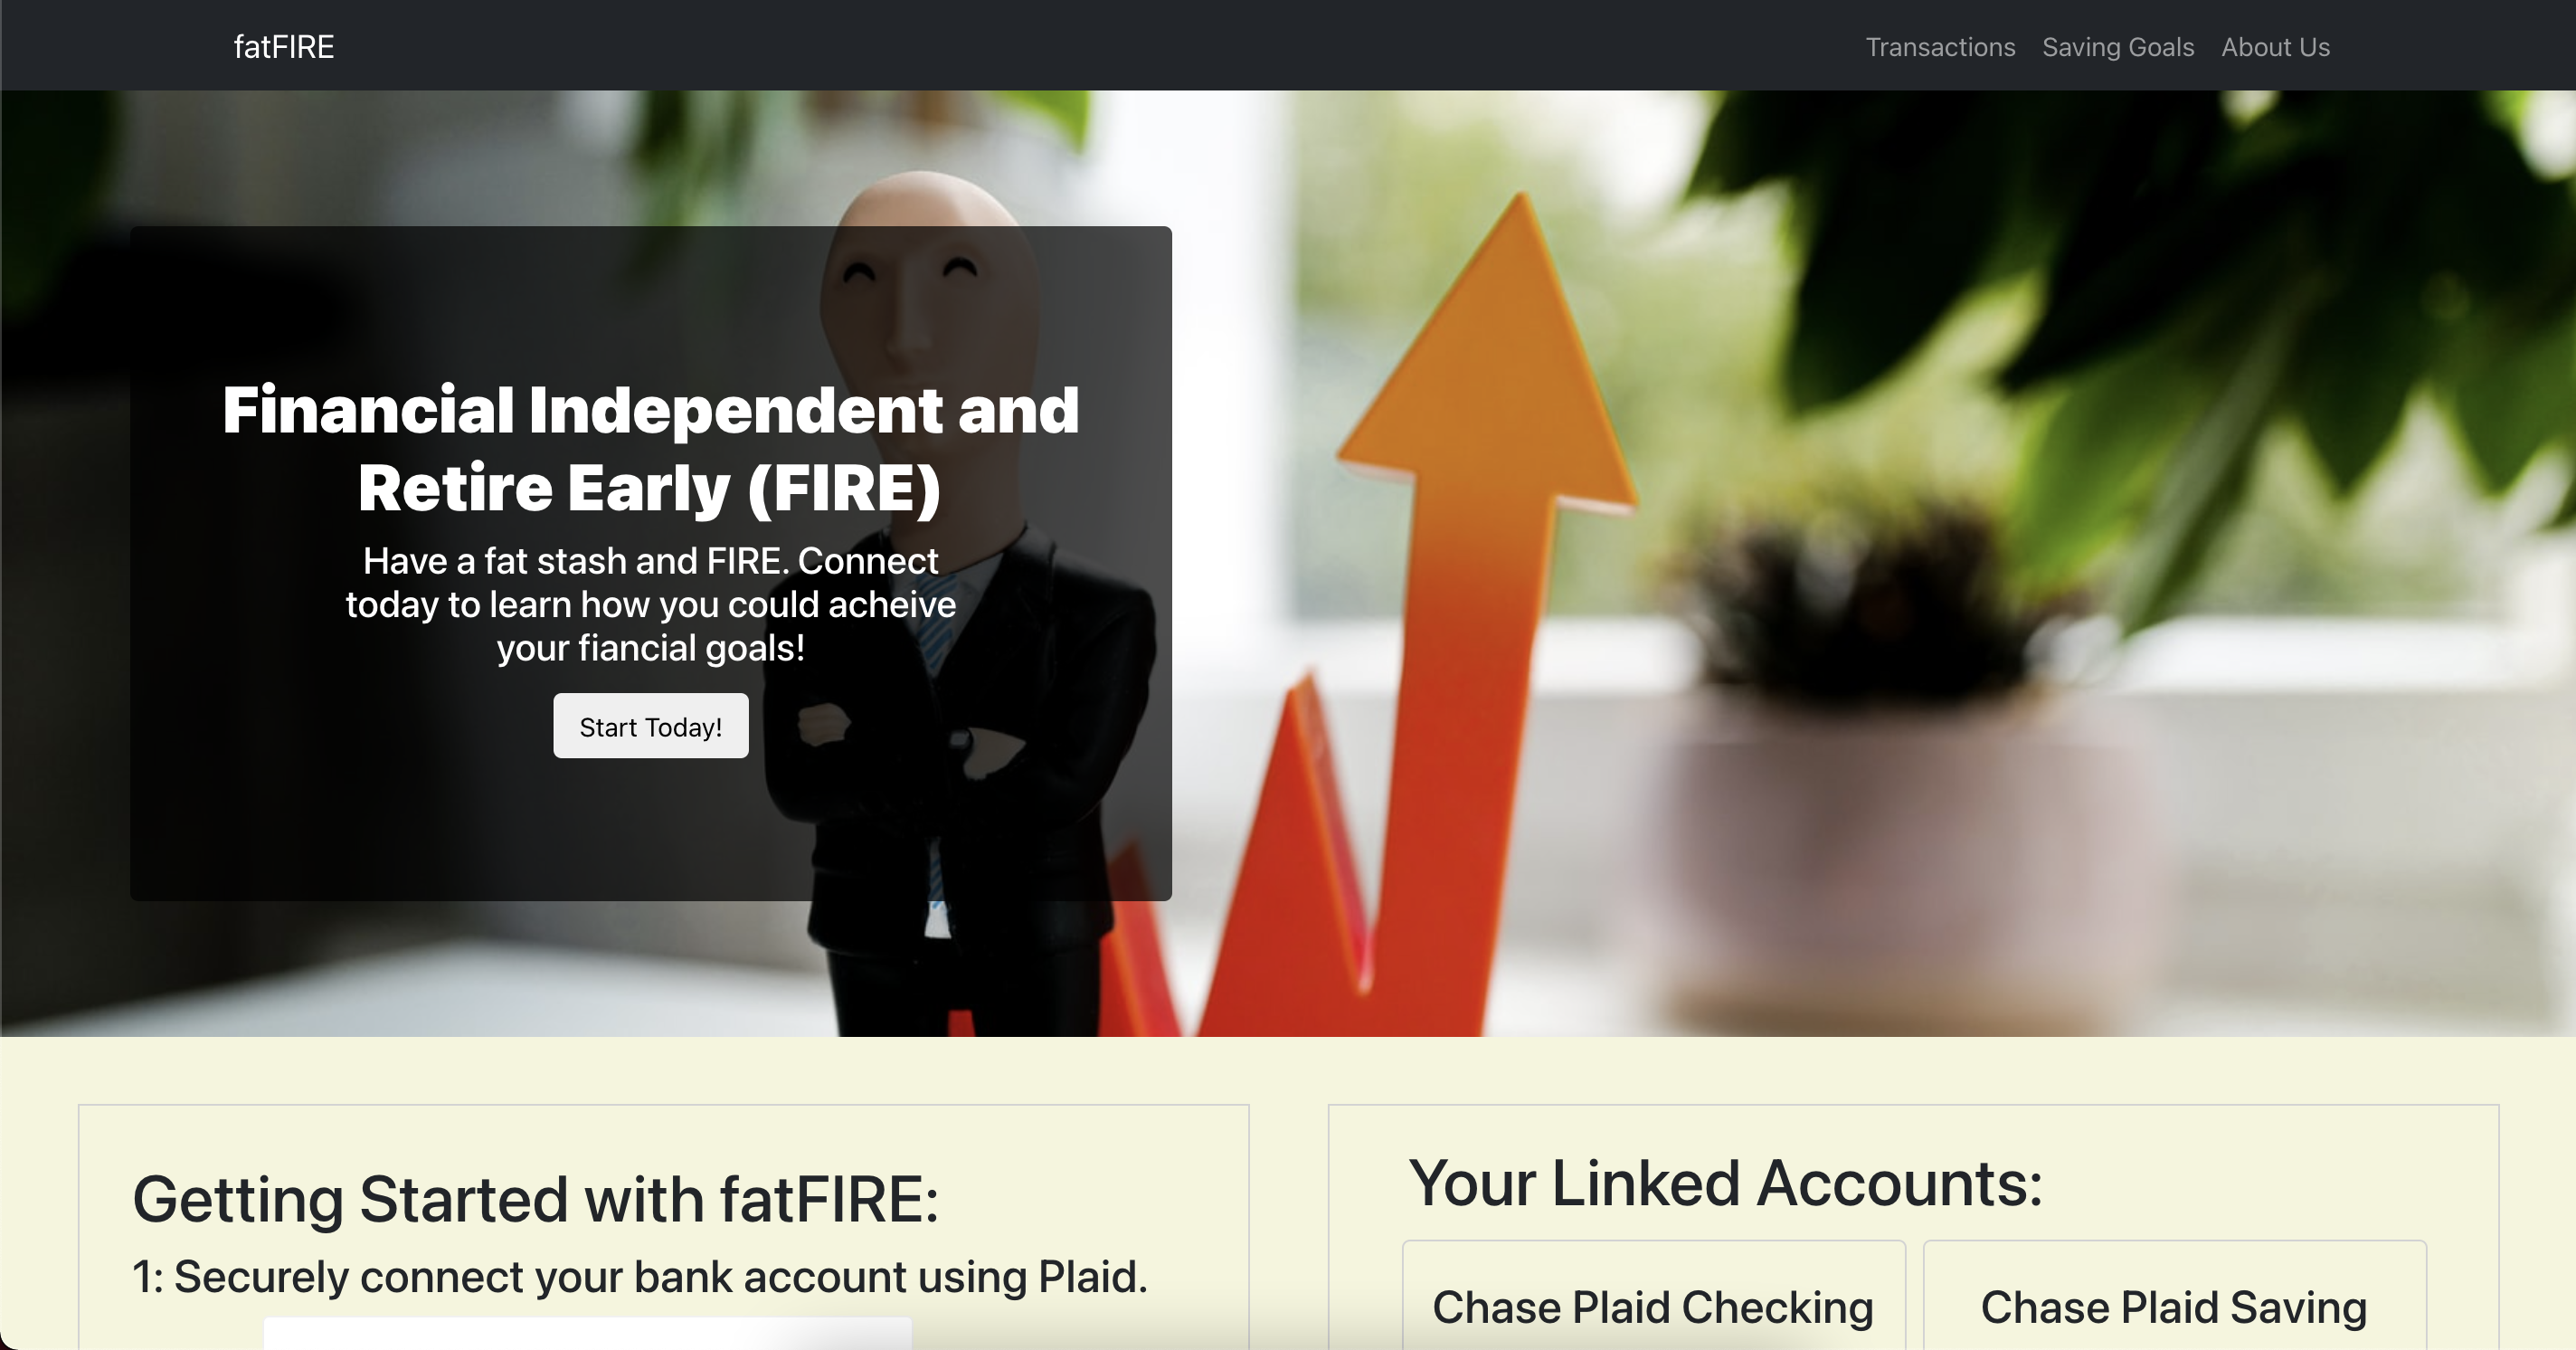 fatFIRE
Transactions Saving Goals About Us
Financial Independent and
Retire Early (FIRE)
Have a fat stash and FIRE. Connect
today to learn how you could acheive
your fiancial goals!
Start Today!
Getting Started with fatFIRE:
1: Securely connect your bank account using Plaid.
Your Linked Accounts:
Chase Plaid Checking
Chase Plaid Saving